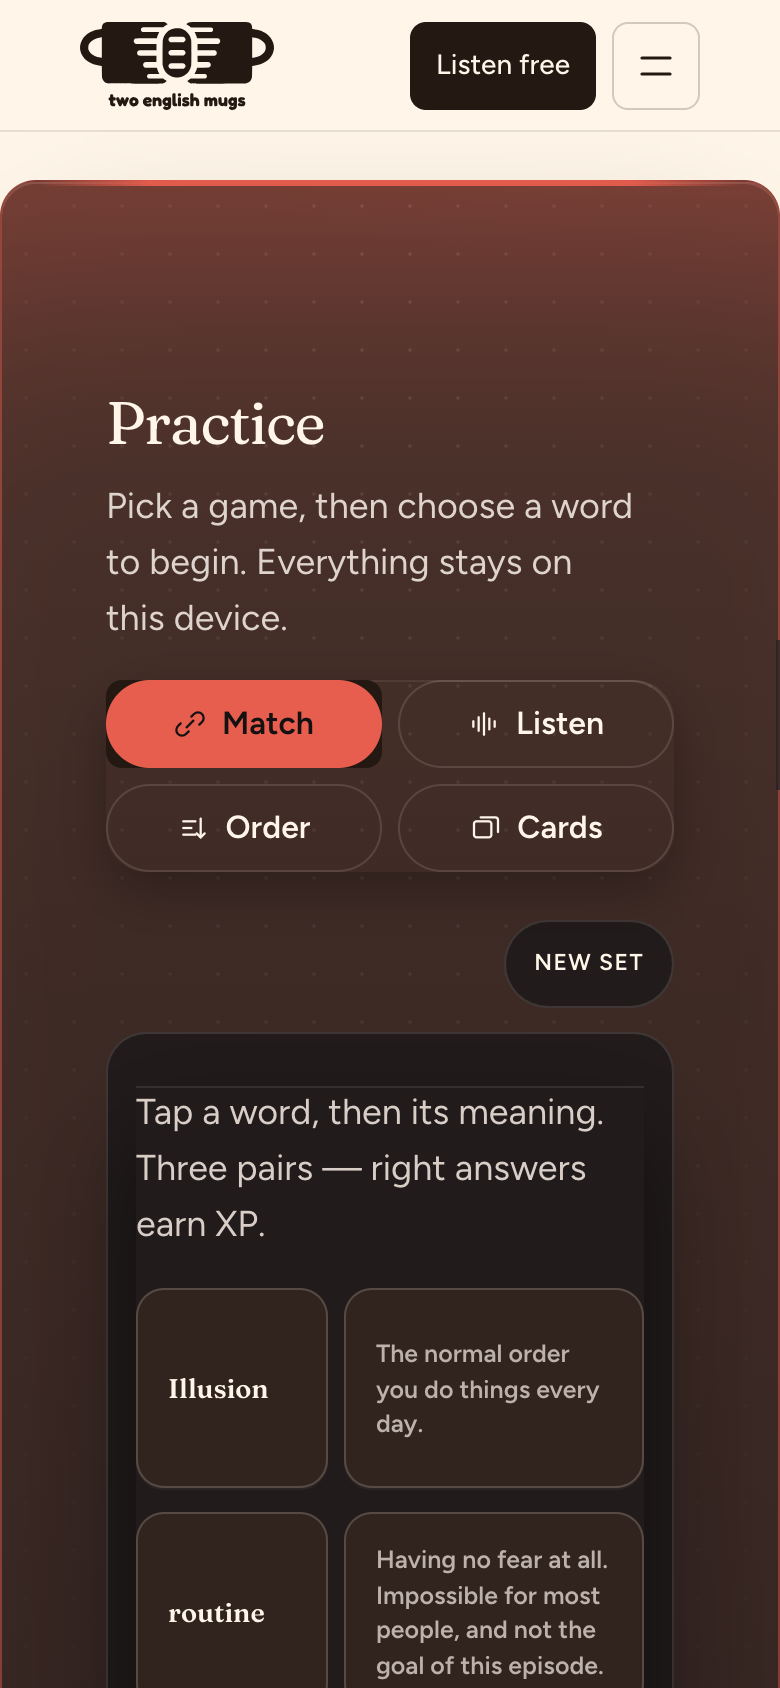 two english mugs
Listen free
Practice
Pick a game, then choose a word
to begin. Everything stays on
this device.
Match
Listen
Order
Cards
NEW SET
Tap a word, then its meaning.
Three pairs — right answers
earn XP.
Illusion
The normal order
you do things every
day.
routine
Having no fear at all.
Impossible for most
people, and not the
goal of this episode.